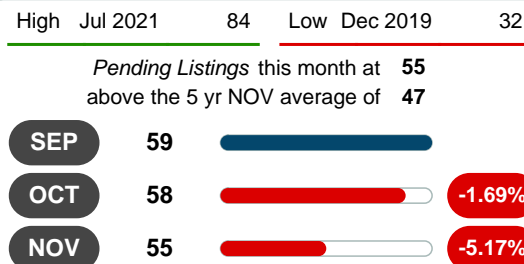 High Jul 2021 84 Low Dec 2019 32
Pending Listings this month at 55
above the 5 yr NOV average of 47
SEP 59
OCT 58 -1.69%
NOV 55 -5.17%